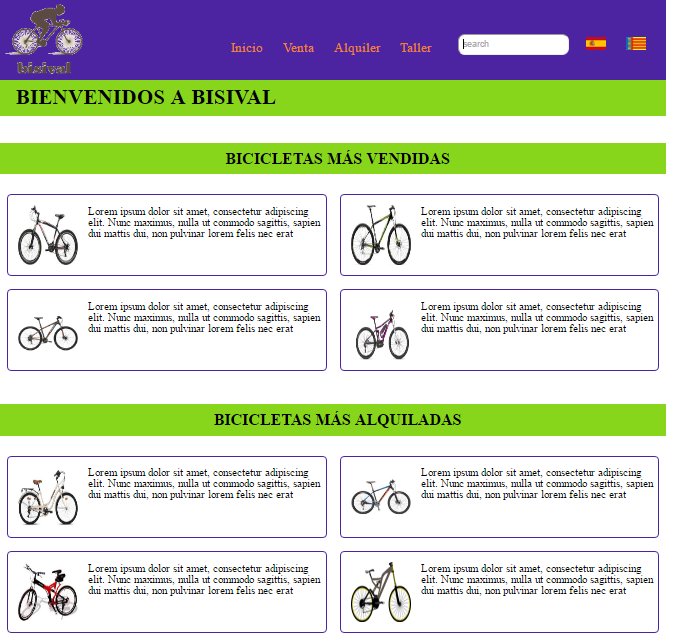 bisival
Inicio Venta Alquiler Taller search
BIENVENIDOS A BISIVAL
BICICLETAS MÁS VENDIDAS
Lorem ipsum dolor sit amet, consectetur adipiscing
elit. Nunc maximus, nulla ut commodo sagittis, sapien
dui mattis dui, non pulvinar lorem felis nec erat
Lorem ipsum dolor sit amet, consectetur adipiscing
elit. Nunc maximus, nulla ut commodo sagittis, sapien
dui mattis dui, non pulvinar lorem felis nec erat
Lorem ipsum dolor sit amet, consectetur adipiscing
elit. Nunc maximus, nulla ut commodo sagittis, sapien
dui mattis dui, non pulvinar lorem felis nec erat
Lorem ipsum dolor sit amet, consectetur adipiscing
elit. Nunc maximus, nulla ut commodo sagittis, sapien
dui mattis dui, non pulvinar lorem felis nec erat
BICICLETAS MÁS ALQUILADAS
Lorem ipsum dolor sit amet, consectetur adipiscing
elit. Nunc maximus, nulla ut commodo sagittis, sapien
dui mattis dui, non pulvinar lorem felis nec erat
Lorem ipsum dolor sit amet, consectetur adipiscing
elit. Nunc maximus, nulla ut commodo sagittis, sapien
dui mattis dui, non pulvinar lorem felis nec erat
Lorem ipsum dolor sit amet, consectetur adipiscing
elit. Nunc maximus, nulla ut commodo sagittis, sapien
dui mattis dui, non pulvinar lorem felis nec erat
Lorem ipsum dolor sit amet, consectetur adipiscing
elit. Nunc maximus, nulla ut commodo sagittis, sapien
dui mattis dui, non pulvinar lorem felis nec erat